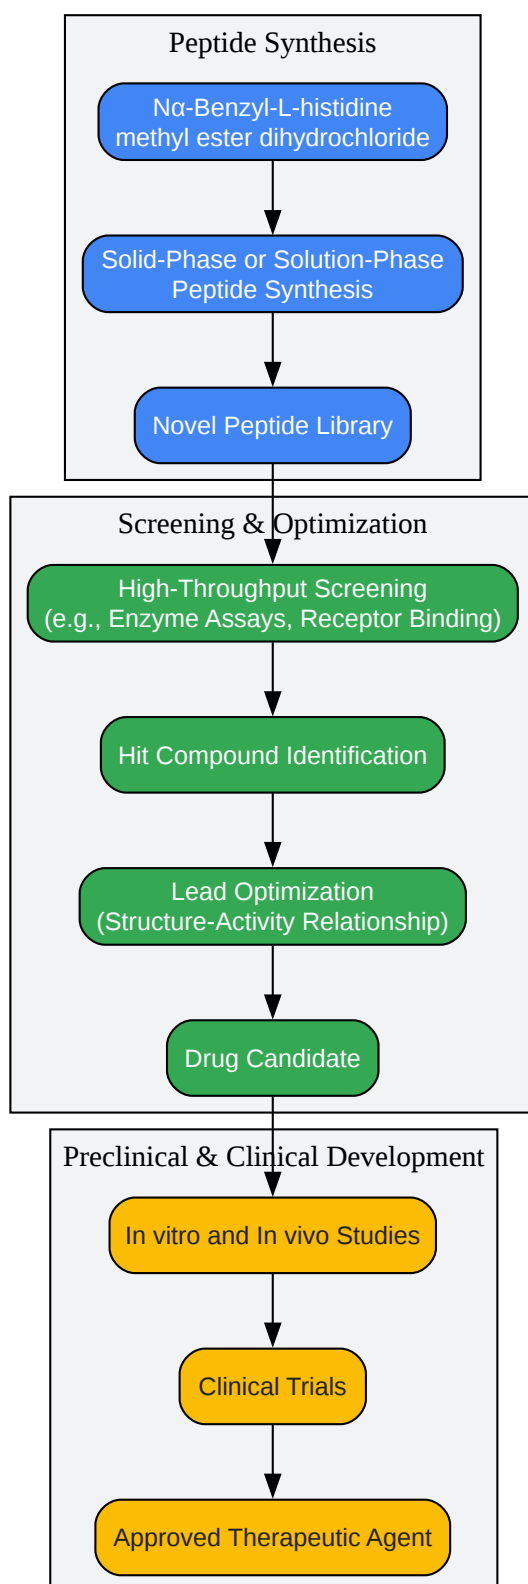 Peptide Synthesis
Nα-Benzyl-L-histidine
methyl ester dihydrochloride
Solid-Phase or Solution-Phase
Peptide Synthesis
Novel Peptide Library
Screening & Optimization
High-Throughput Screening
(e.g., Enzyme Assays, Receptor Binding)
Hit Compound Identification
Lead Optimization
(Structure-Activity Relationship)
Drug Candidate
Preclinical & Clinical Development
In vitro and In vivo Studies
Clinical Trials
Approved Therapeutic Agent